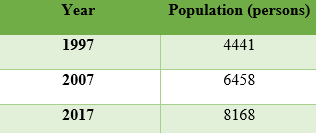 Year Population (persons)
1997 4441
2007 6458
2017 8168